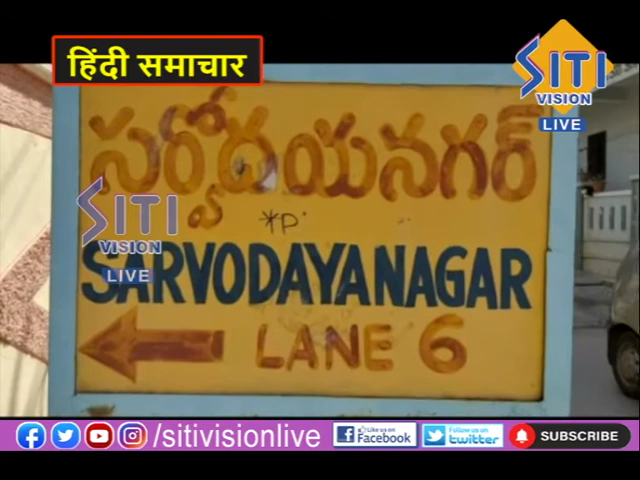 हिंदी समाचार
SITI
VISION
LIVE
సర్వోదయనగర్
*P
SITI
VISION
LIVE
SARVODAYANAGAR
LANE 6
/sitivisionlive
Like us on
Facebook
Follow us on
twitter
SUBSCRIBE